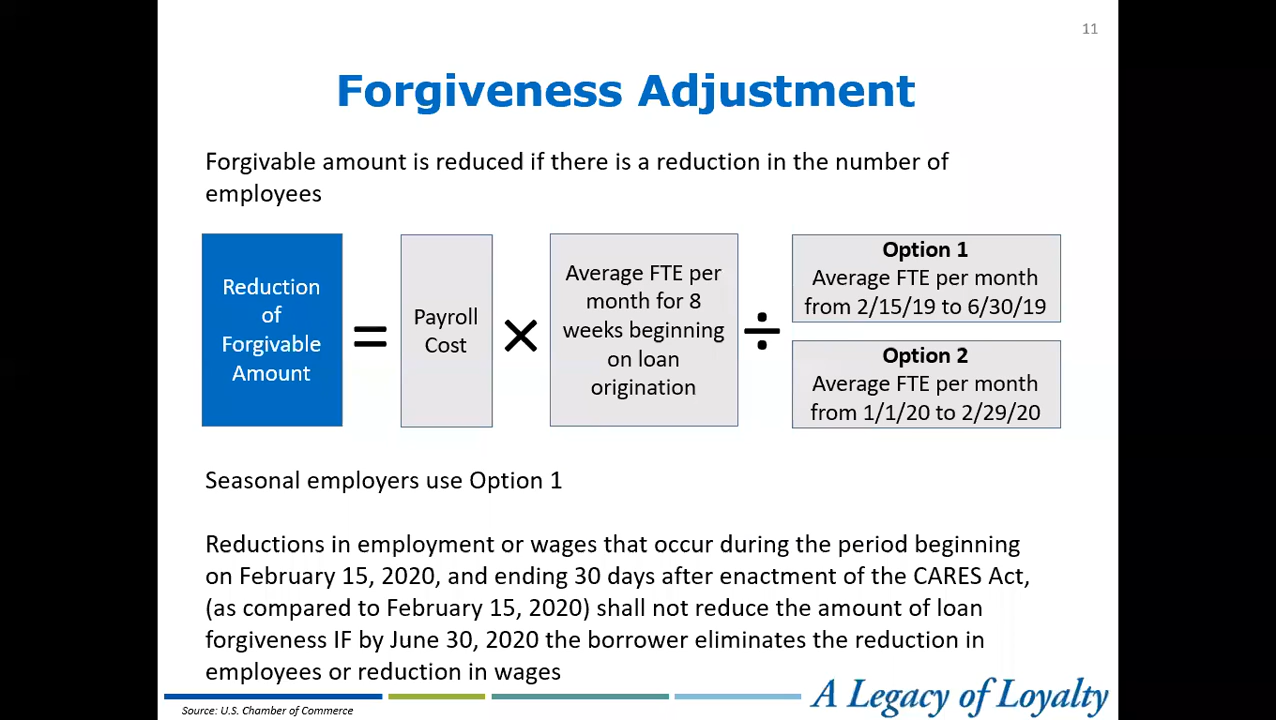 11
Forgiveness Adjustment
Forgivable amount is reduced if there is a reduction in the number of
employees
Reduction
of
Forgivable
Amount
=
Payroll
Cost
×
Average FTE per
month for 8
weeks beginning
on loan
origination
÷
Option 1
Average FTE per month
from 2/15/19 to 6/30/19
Option 2
Average FTE per month
from 1/1/20 to 2/29/20
Seasonal employers use Option 1
Reductions in employment or wages that occur during the period beginning
on February 15, 2020, and ending 30 days after enactment of the CARES Act,
(as compared to February 15, 2020) shall not reduce the amount of loan
forgiveness IF by June 30, 2020 the borrower eliminates the reduction in
employees or reduction in wages
A Legacy of Loyalty
Source: U.S. Chamber of Commerce